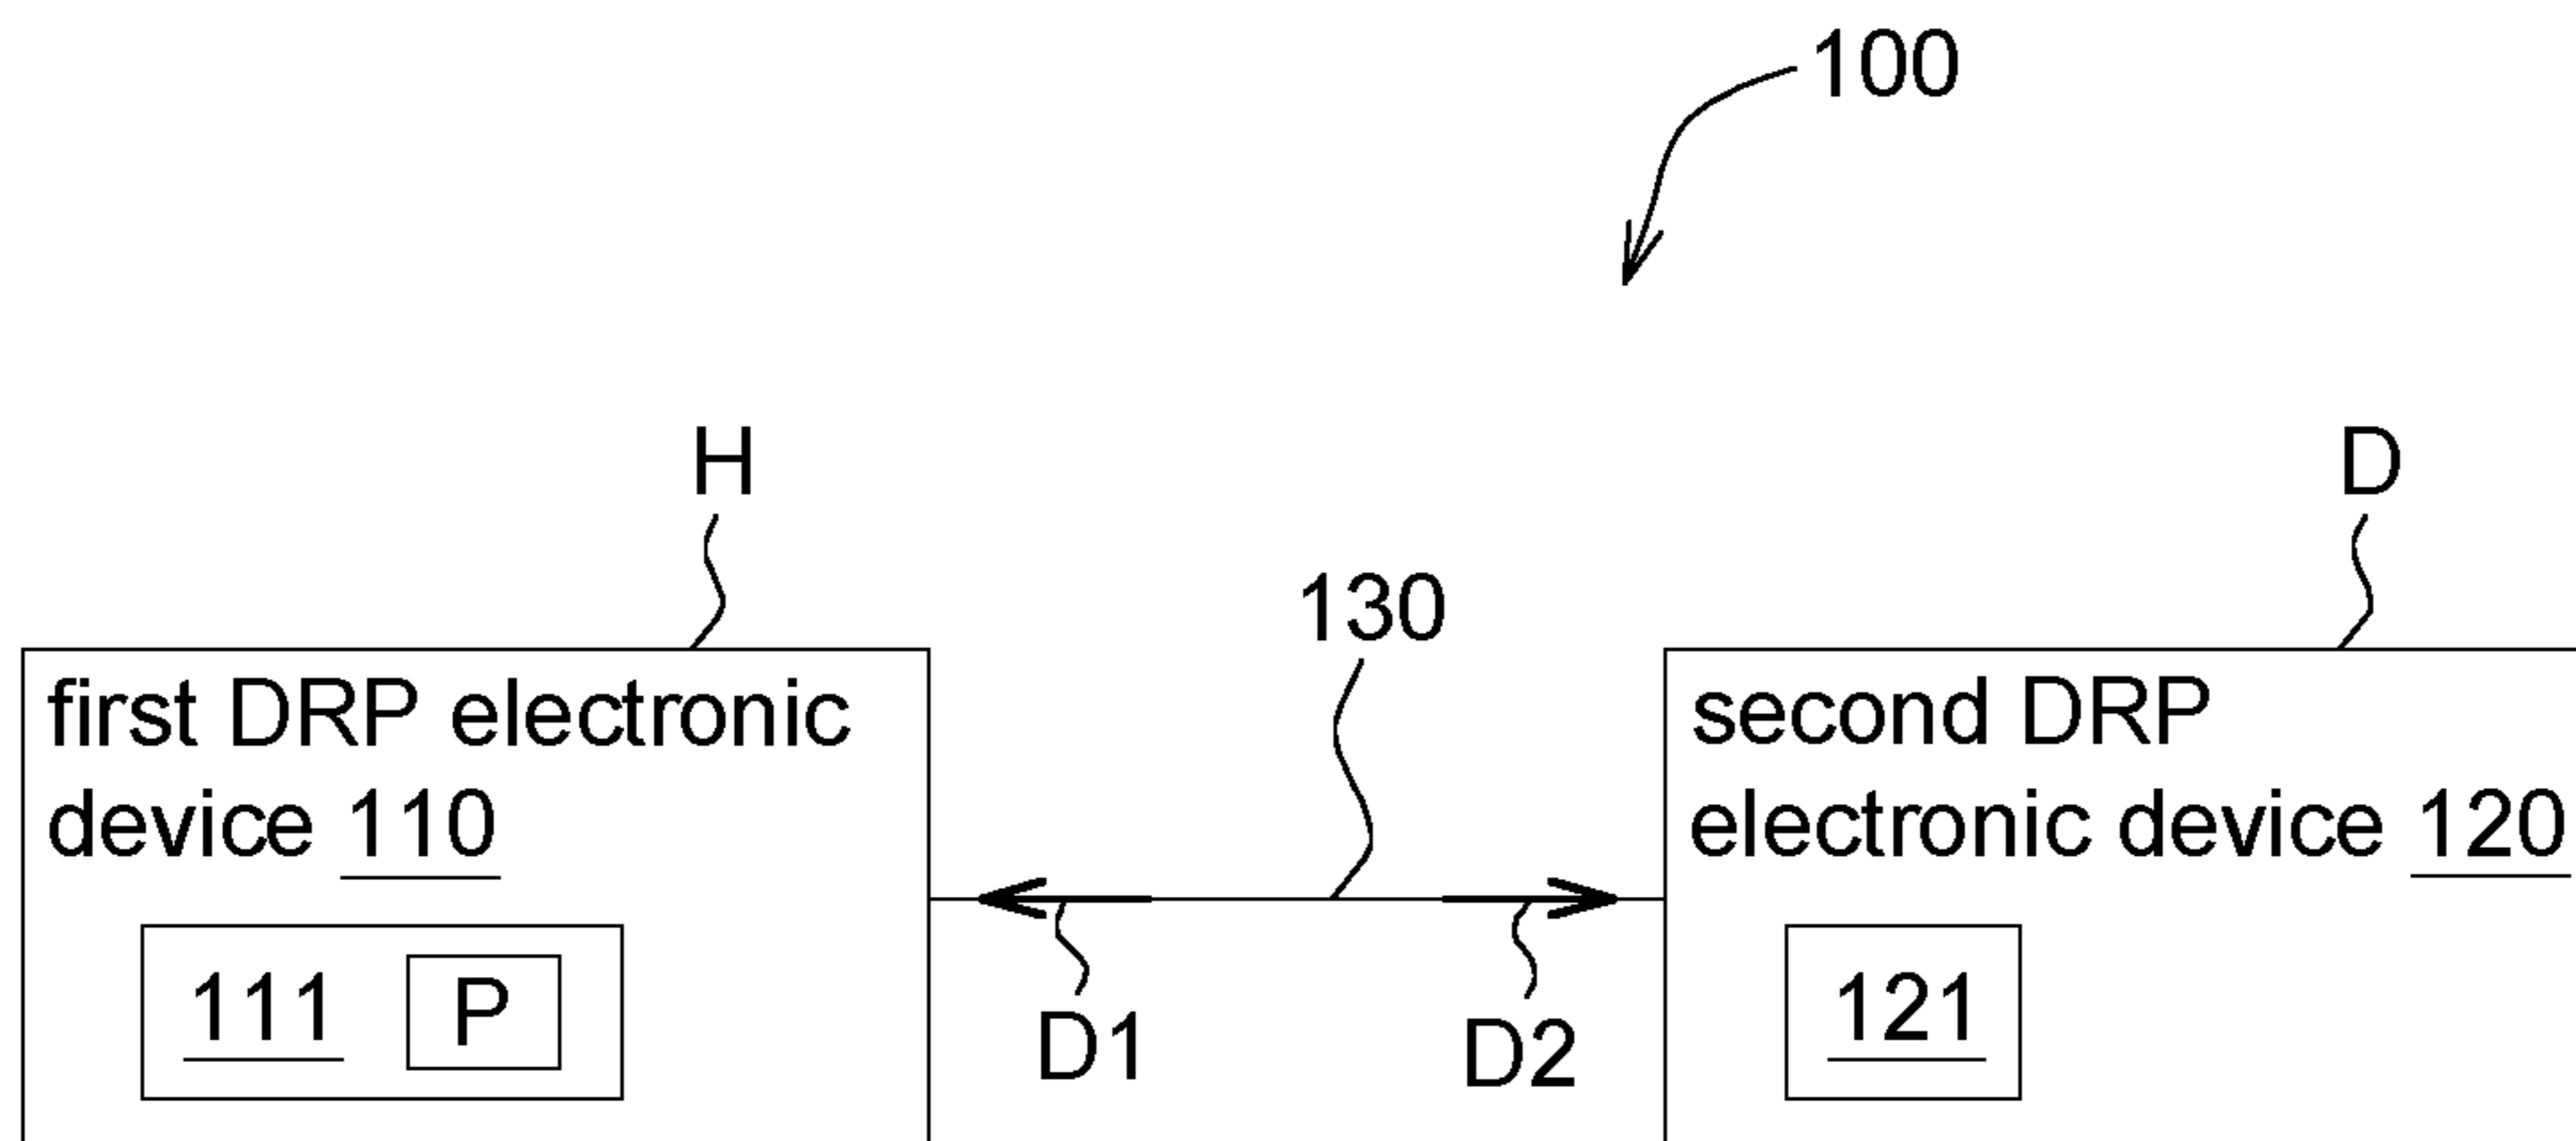 100
H
D
130
first DRP electronic
device 110
second DRP
electronic device 120
111
P
D1
D2
121